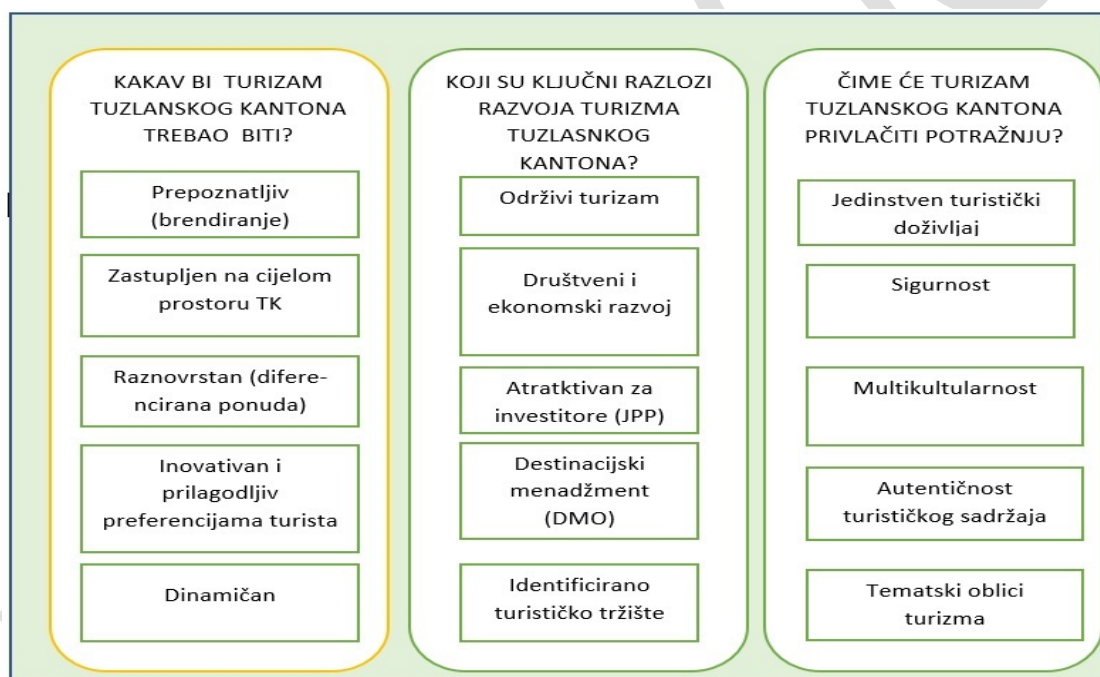 KAKAV BI TURIZAM
TUZLANSKOG KANTONA
TREBAO BITI?
Prepoznatljiv
(brendiranje)
Zastupljen na cijelom
prostoru TK
Raznovrstan (difere-
ncirana ponuda)
Inovativan i
prilagodljiv
preferencijama turista
Dinamičan
KOJI SU KLJUČNI RAZLOZI
RAZVOJA TURIZMA
TUZLASNKOG
KANTONA?
Održivi turizam
Društveni i
ekonomski razvoj
Atratktivan za
investitore (JPP)
Destinacijski
menadžment
(DMO)
Identificirano
turističko tržište
ČIME ĆE TURIZAM
TUZLANSKOG KANTONA
PRIVLAČITI POTRAŽNJU?
Jedinstven turistički
doživljaj
Sigurnost
Multikultularnost
Autentičnost
turističkog sadržaja
Tematski oblici
turizma